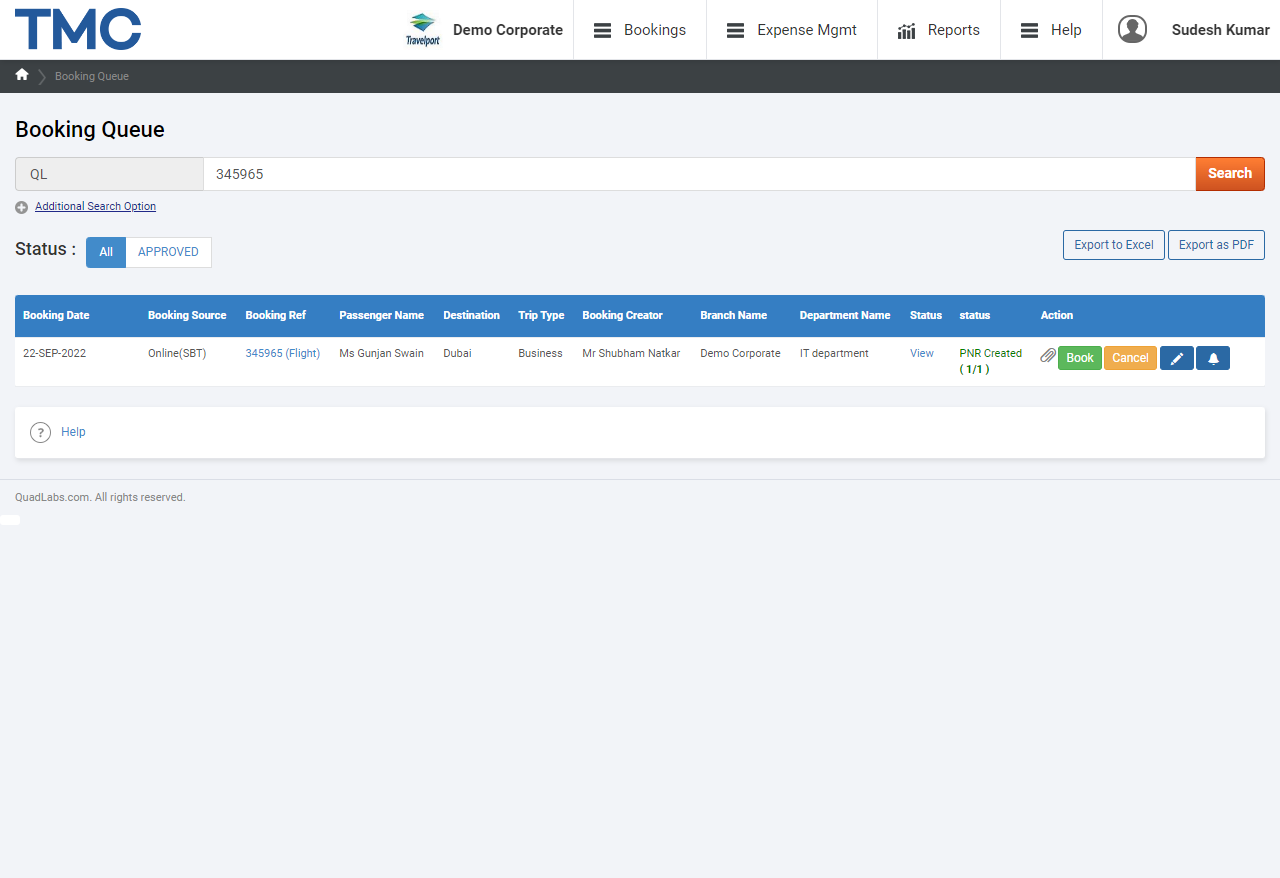 TMC
Travelport
Demo Corporate
Bookings
Expense Mgmt
Reports
Help
Sudesh Kumar
Booking Queue
Booking Queue
QL
345965
Search
Additional Search Option
Status :
All
APPROVED
Export to Excel
Export as PDF
Booking Date Booking Source Booking Ref Passenger Name Destination Trip Type Booking Creator Branch Name Department Name Status status Action
22-SEP-2022 Online(SBT) 345965 (Flight) Ms Gunjan Swain Dubai Business Mr Shubham Natkar Demo Corporate IT department View PNR Created Book Cancel
( 1/1 )
? Help
QuadLabs.com. All rights reserved.